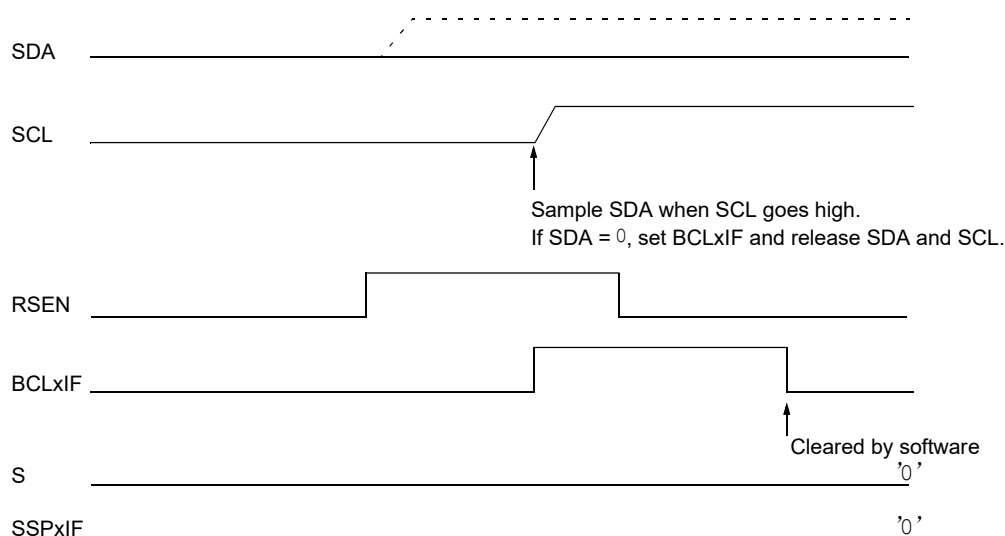 SDA
SCL
Sample SDA when SCL goes high.
If SDA = 0, set BCLxIF and release SDA and SCL.
RSEN
BCLxIF
Cleared by software
S
'0'
SSPxIF
'0'